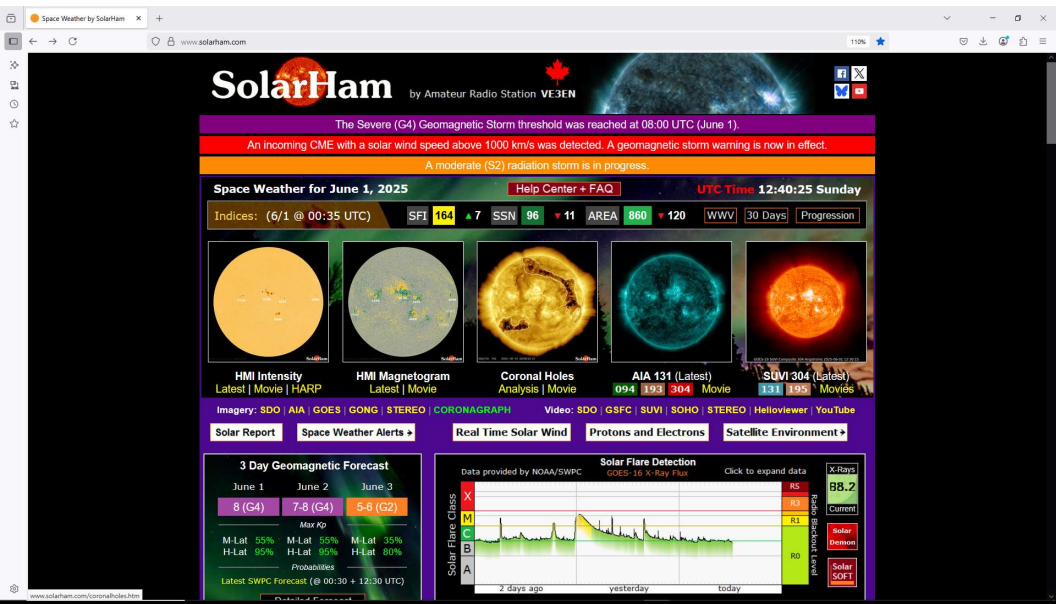 Space Weather by SolarHam
www.solarham.com
110%
SolarHam
by Amateur Radio Station VE3EN
The Severe (G4) Geomagnetic Storm threshold was reached at 08:00 UTC (June 1).
An incoming CME with a solar wind speed above 1000 km/s was detected. A geomagnetic storm warning is now in effect.
A moderate (S2) radiation storm is in progress.
Space Weather for June 1, 2025 Help Center + FAQ UTC Time 12:40:25 Sunday
Indices: (6/1 @ 00:35 UTC) SFI 164 ▲ 7 SSN 96 ▼ 11 AREA 860 ▼ 120 WWV 30 Days Progression
SolarHam SolarHam SolarHam
HMI Intensity HMI Magnetogram Coronal Holes AIA 131 (Latest) SUVI 304 (Latest)
Latest | Movie | HARP Latest | Movie Analysis | Movie 094 193 304 Movie 131 195 Movies
Imagery: SDO | AIA | GOES | GONG | STEREO | CORONAGRAPH Video: SDO | GSFC | SUVI | SOHO | STEREO | Helioviewer | YouTube
Solar Report Space Weather Alerts Real Time Solar Wind Protons and Electrons Satellite Environment
3 Day Geomagnetic Forecast
June 1 June 2 June 3
8 (G4) 7-8 (G4) 5-6 (G2)
Max Kp
M-Lat 55% M-Lat 55% M-Lat 35%
H-Lat 95% H-Lat 95% H-Lat 80%
Probabilities
Latest SWPC Forecast (@ 00:30 + 12:30 UTC)
Solar Flare Detection
Data provided by NOAA/SWPC GOES-16 X-Ray Flux Click to expand data
Solar Flare Class
X
M
C
B
A
R5
R3
R1
R0
Radio Blackout Level
2 days ago yesterday today
X-Rays
B8.2
Current
Solar Demon
Solar SOFT
www.solarham.com/coronalholes.htm